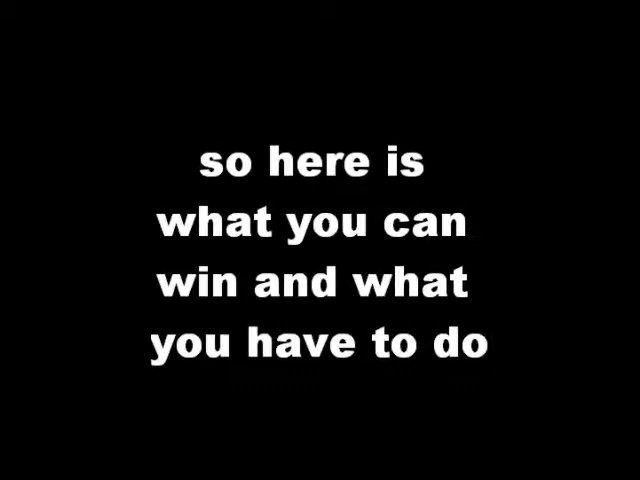 so here is
what you can
win and what
you have to do